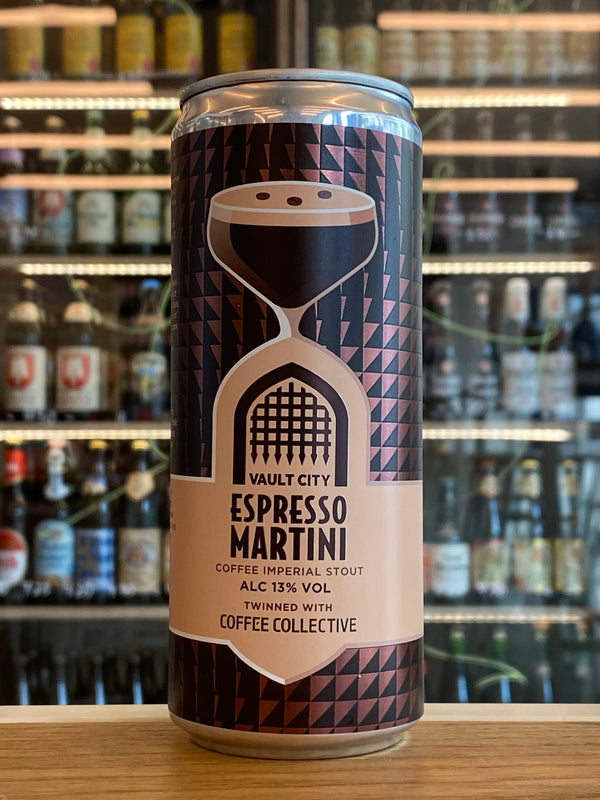 VAULT CITY
ESPRESSO
MARTINI
COFFEE IMPERIAL STOUT
ALC 13% VOL
TWINNED WITH
COFFEE COLLECTIVE